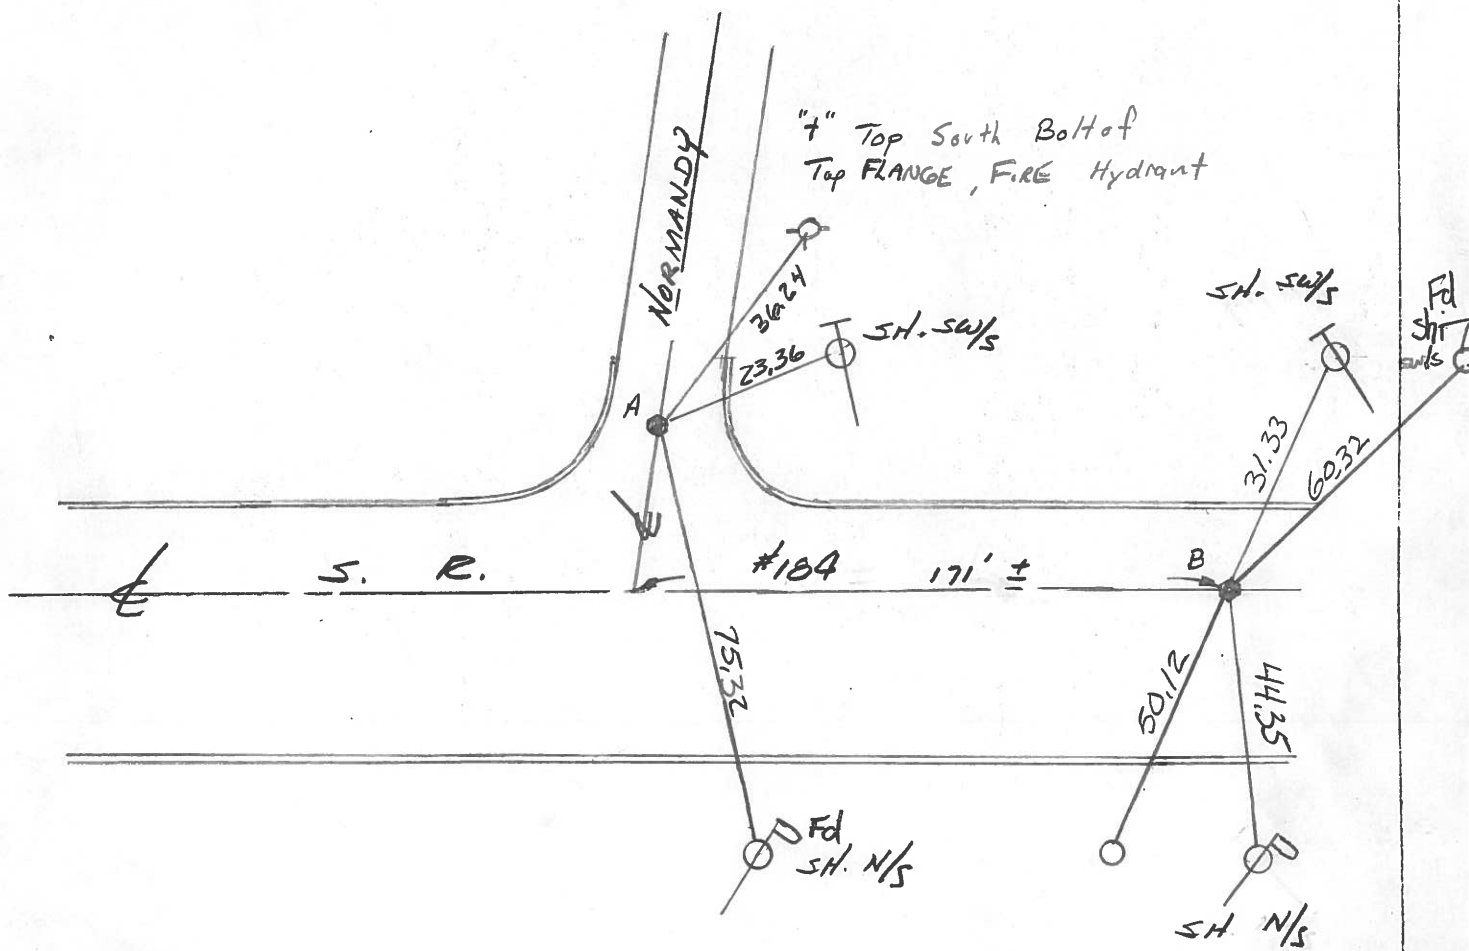 "+" Top South Bolt of
Top FLANGE, FIRE Hydrant
NORMANDY
36.24
SH. SW/S
23.36
A
SH. SW/S
Fd
SH
SW/S
31.33
60.32
℄ S. R. #184 171' ±
B
75.32
50.12
44.35
Fd
SH. N/S
SH N/S